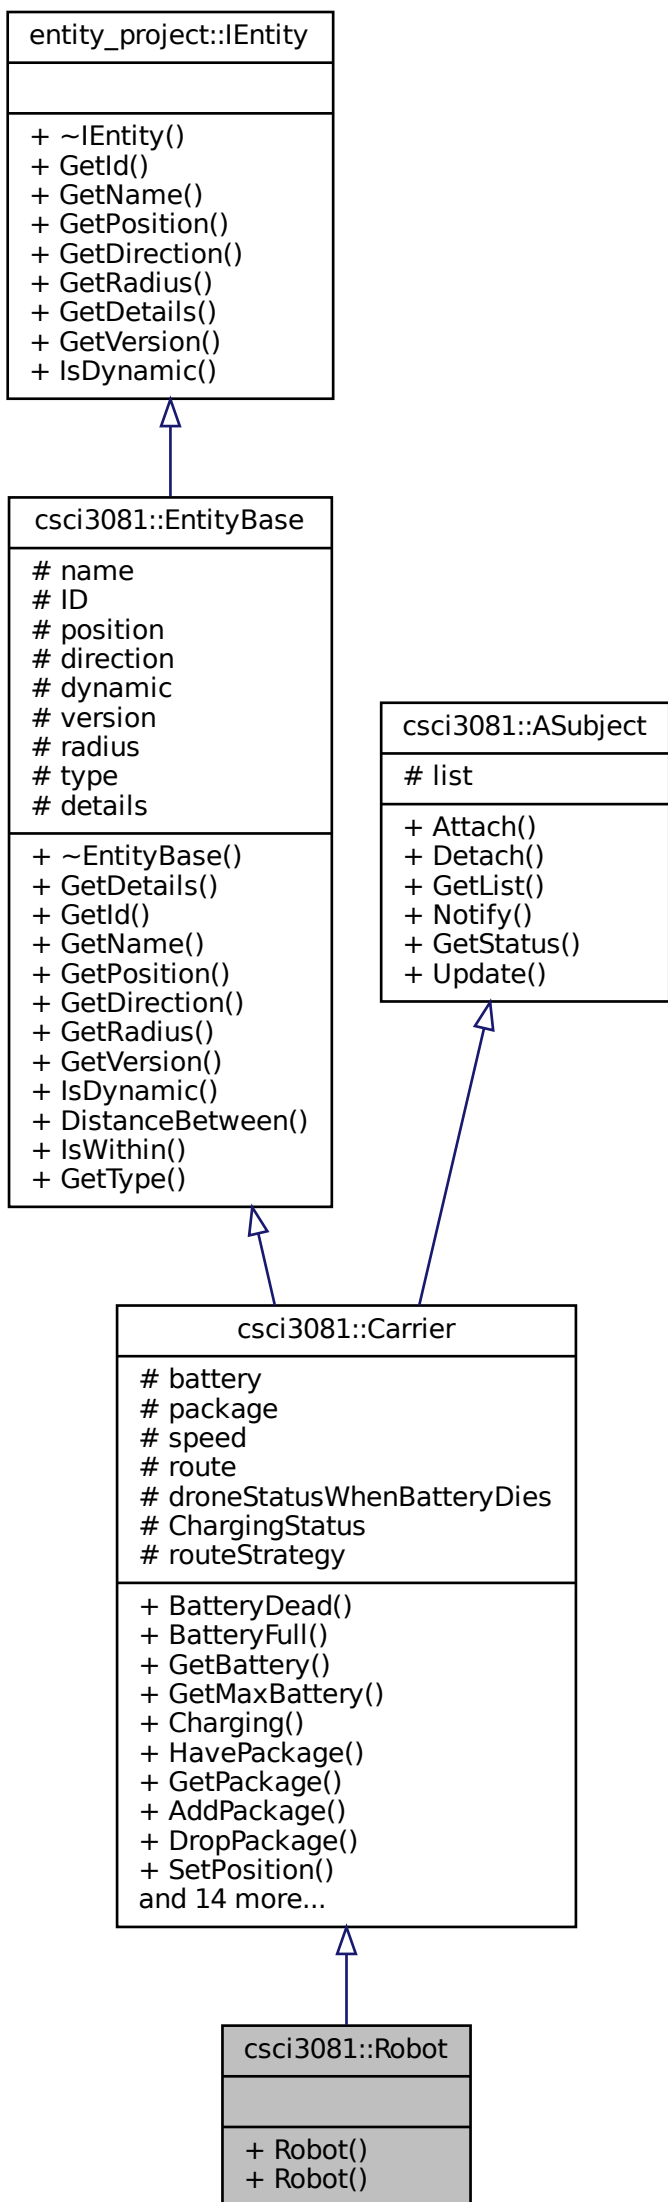 entity_project::IEntity
+ ~IEntity()
+ GetId()
+ GetName()
+ GetPosition()
+ GetDirection()
+ GetRadius()
+ GetDetails()
+ GetVersion()
+ IsDynamic()
csci3081::EntityBase
# name
# ID
# position
# direction
# dynamic
# version
# radius
# type
# details
+ ~EntityBase()
+ GetDetails()
+ GetId()
+ GetName()
+ GetPosition()
+ GetDirection()
+ GetRadius()
+ GetVersion()
+ IsDynamic()
+ DistanceBetween()
+ IsWithin()
+ GetType()
csci3081::ASubject
# list
+ Attach()
+ Detach()
+ GetList()
+ Notify()
+ GetStatus()
+ Update()
csci3081::Carrier
# battery
# package
# speed
# route
# droneStatusWhenBatteryDies
# ChargingStatus
# routeStrategy
+ BatteryDead()
+ BatteryFull()
+ GetBattery()
+ GetMaxBattery()
+ Charging()
+ HavePackage()
+ GetPackage()
+ AddPackage()
+ DropPackage()
+ SetPosition()
and 14 more...
csci3081::Robot
+ Robot()
+ Robot()